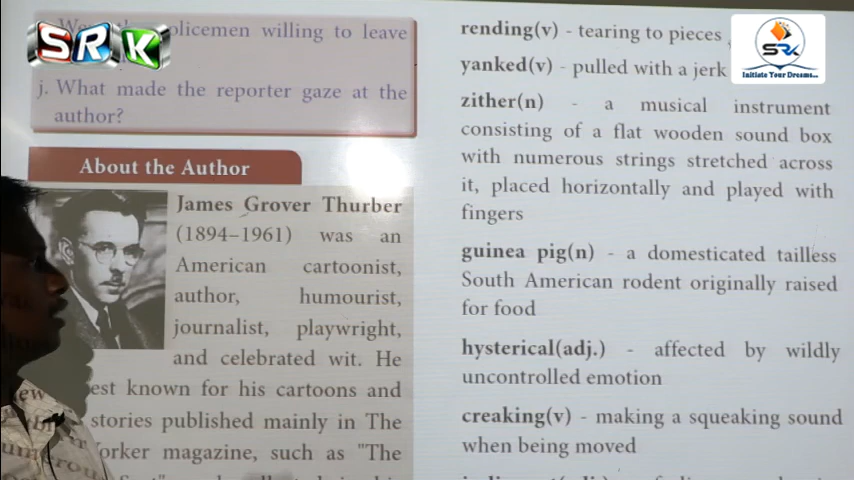 SRK
policemen willing to leave
j. What made the reporter gaze at the
author?
About the Author
James Grover Thurber
(1894–1961) was an
American cartoonist,
author, humourist,
journalist, playwright,
and celebrated wit. He
est known for his cartoons and
stories published mainly in The
orker magazine, such as "The
rending(v) - tearing to pieces
yanked(v) - pulled with a jerk
zither(n) - a musical instrument
consisting of a flat wooden sound box
with numerous strings stretched across
it, placed horizontally and played with
fingers
guinea pig(n) - a domesticated tailless
South American rodent originally raised
for food
hysterical(adj.) - affected by wildly
uncontrolled emotion
creaking(v) - making a squeaking sound
when being moved
SRK
Initiate Your Dreams...